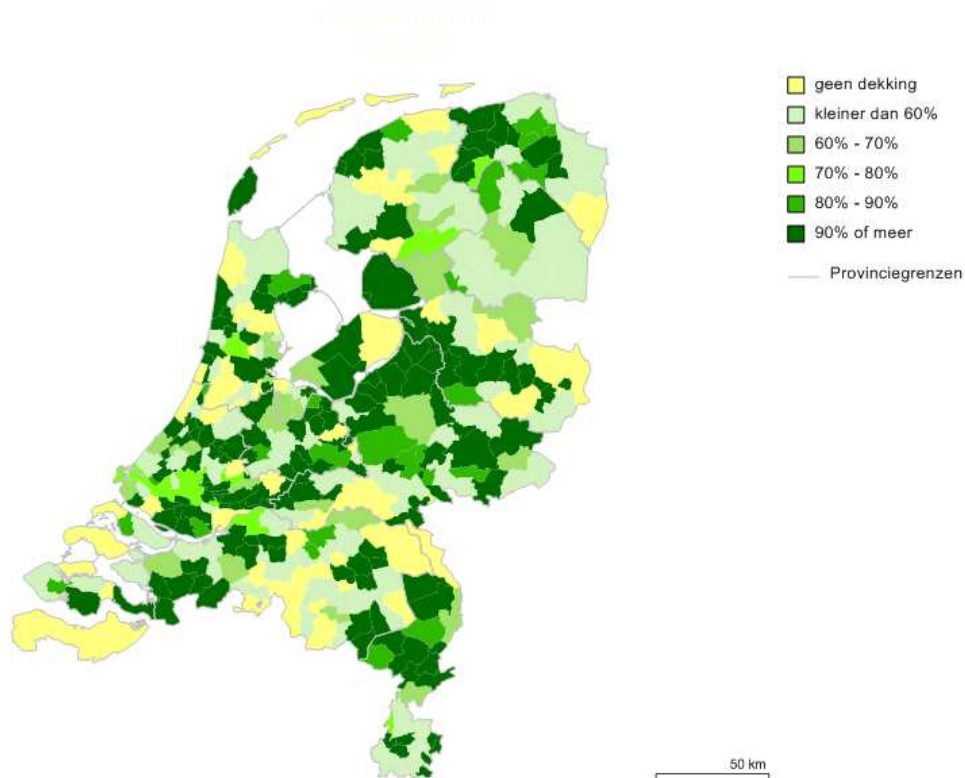 geen dekking
kleiner dan 60%
60% - 70%
70% - 80%
80% - 90%
90% of meer
Provinciegrenzen
50 km